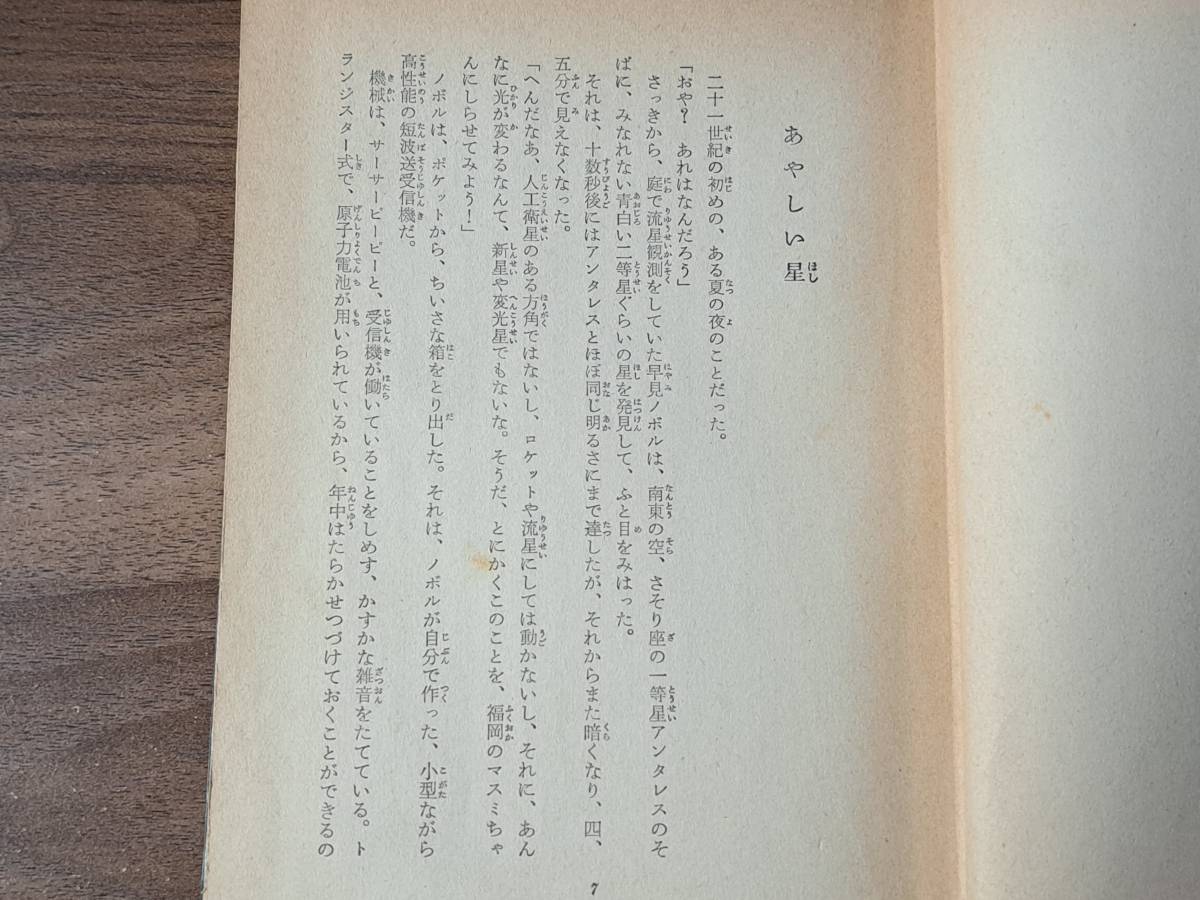 あやしい星
二十一世紀の初めの、ある夏の夜のことだった。
「おや？　あれはなんだろう」
さっきから、庭で流星観測をしていた早見ノボルは、南東の空、さそり座の一等星アンタレスのそ
ばに、みなれない青白い二等星ぐらいの星を発見して、ふと目をみはった。
それは、十数秒後にはアンタレスとほぼ同じ明るさにまで達したが、それからまた暗くなり、四、
五分で見えなくなった。
「へんだなあ、人工衛星のある方角ではないし、ロケットや流星にしては動かないし、それに、あん
なに光が変わるなんて、新星や変光星でもないな。そうだ、とにかくこのことを、福岡のマスミちゃ
んにしらせてみよう！」
ノボルは、ポケットから、ちいさな箱をとり出した。それは、ノボルが自分で作った、小型ながら
高性能の短波送受信機だ。
機械は、サーサーピーピーと、受信機が働いていることをしめす、かすかな雑音をたてている。ト
ランジスター式で、原子力電池が用いられているから、年中はたらかせつづけておくことができるの
7